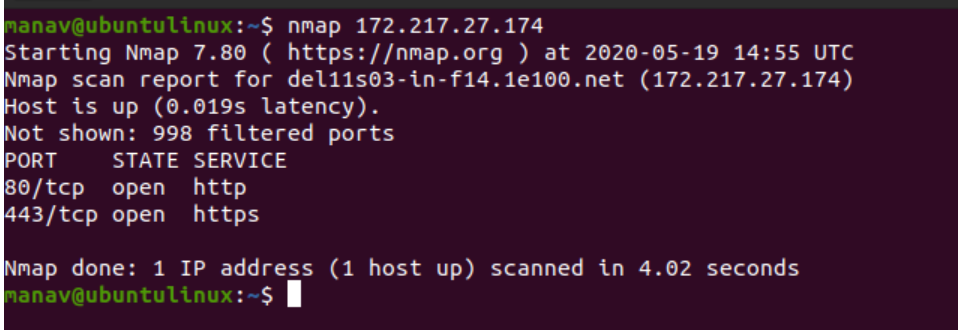 manav@ubuntulinux:~$ nmap 172.217.27.174
Starting Nmap 7.80 ( https://nmap.org ) at 2020-05-19 14:55 UTC
Nmap scan report for del11s03-in-f14.1e100.net (172.217.27.174)
Host is up (0.019s latency).
Not shown: 998 filtered ports
PORT    STATE SERVICE
80/tcp  open  http
443/tcp open  https
Nmap done: 1 IP address (1 host up) scanned in 4.02 seconds
manav@ubuntulinux:~$